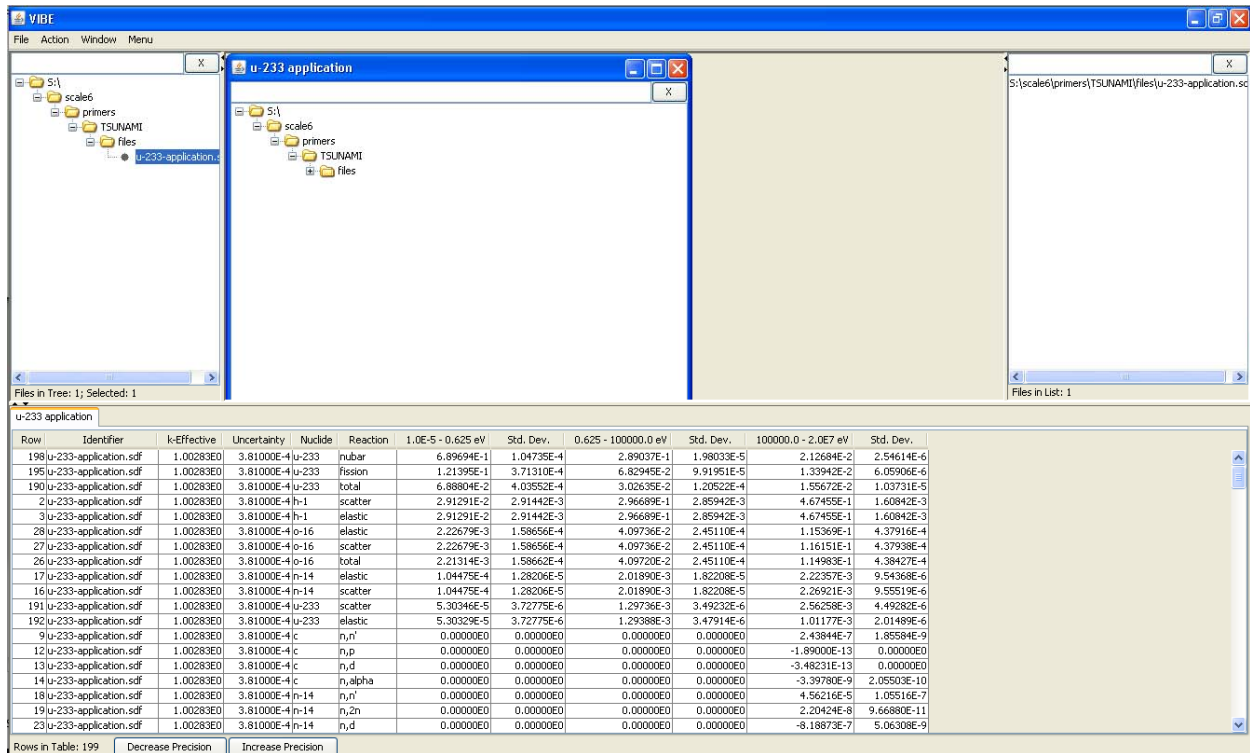 VIBE
File Action Window Menu
X
S:\
scale6
primers
TSUNAMI
files
u-233-application.s
Files in Tree: 1; Selected: 1
u-233 application
X
S:\
scale6
primers
TSUNAMI
files
X
S:\scale6\primers\TSUNAMI\files\u-233-application.sc
Files in List: 1
u-233 application
Row Identifier k-Effective Uncertainty Nuclide Reaction 1.0E-5 - 0.625 eV Std. Dev. 0.625 - 100000.0 eV Std. Dev. 100000.0 - 2.0E7 eV Std. Dev.
198 u-233-application.sdf 1.00283E0 3.81000E-4 u-233 nubar 6.89694E-1 1.04735E-4 2.89037E-1 1.98033E-5 2.12684E-2 2.54614E-6
195 u-233-application.sdf 1.00283E0 3.81000E-4 u-233 fission 1.21395E-1 3.71310E-4 6.82945E-2 9.91951E-5 1.33942E-2 6.05906E-6
190 u-233-application.sdf 1.00283E0 3.81000E-4 u-233 total 6.88804E-2 4.03552E-4 3.02635E-2 1.20522E-4 1.55672E-2 1.03731E-5
2 u-233-application.sdf 1.00283E0 3.81000E-4 h-1 scatter 2.91291E-2 2.91442E-3 2.96689E-1 2.85942E-3 4.67455E-1 1.60842E-3
3 u-233-application.sdf 1.00283E0 3.81000E-4 h-1 elastic 2.91291E-2 2.91442E-3 2.96689E-1 2.85942E-3 4.67455E-1 1.60842E-3
28 u-233-application.sdf 1.00283E0 3.81000E-4 o-16 elastic 2.22679E-3 1.58656E-4 4.09736E-2 2.45110E-4 1.15369E-1 4.37916E-4
27 u-233-application.sdf 1.00283E0 3.81000E-4 o-16 scatter 2.22679E-3 1.58656E-4 4.09736E-2 2.45110E-4 1.16151E-1 4.37938E-4
26 u-233-application.sdf 1.00283E0 3.81000E-4 o-16 total 2.21314E-3 1.58662E-4 4.09720E-2 2.45110E-4 1.14983E-1 4.38427E-4
17 u-233-application.sdf 1.00283E0 3.81000E-4 n-14 elastic 1.04475E-4 1.28206E-5 2.01890E-3 1.82208E-5 2.22357E-3 9.54368E-6
16 u-233-application.sdf 1.00283E0 3.81000E-4 n-14 scatter 1.04475E-4 1.28206E-5 2.01890E-3 1.82208E-5 2.26921E-3 9.55519E-6
191 u-233-application.sdf 1.00283E0 3.81000E-4 u-233 scatter 5.30346E-5 3.72775E-6 1.29736E-3 3.49232E-6 2.56258E-3 4.49282E-6
192 u-233-application.sdf 1.00283E0 3.81000E-4 u-233 elastic 5.30329E-5 3.72775E-6 1.29388E-3 3.47914E-6 1.01177E-3 2.01489E-6
9 u-233-application.sdf 1.00283E0 3.81000E-4 c n,n' 0.00000E0 0.00000E0 0.00000E0 0.00000E0 2.43844E-7 1.85584E-9
12 u-233-application.sdf 1.00283E0 3.81000E-4 c n,p 0.00000E0 0.00000E0 0.00000E0 0.00000E0 -1.89000E-13 0.00000E0
13 u-233-application.sdf 1.00283E0 3.81000E-4 c n,d 0.00000E0 0.00000E0 0.00000E0 0.00000E0 -3.48231E-13 0.00000E0
14 u-233-application.sdf 1.00283E0 3.81000E-4 c n,alpha 0.00000E0 0.00000E0 0.00000E0 0.00000E0 -3.39780E-9 2.05503E-10
18 u-233-application.sdf 1.00283E0 3.81000E-4 n-14 n,n' 0.00000E0 0.00000E0 0.00000E0 0.00000E0 4.56216E-5 1.05516E-7
19 u-233-application.sdf 1.00283E0 3.81000E-4 n-14 n,2n 0.00000E0 0.00000E0 0.00000E0 0.00000E0 2.20424E-8 9.66880E-11
23 u-233-application.sdf 1.00283E0 3.81000E-4 n-14 n,d 0.00000E0 0.00000E0 0.00000E0 0.00000E0 -8.18873E-7 5.06308E-9
Rows in Table: 199 Decrease Precision Increase Precision